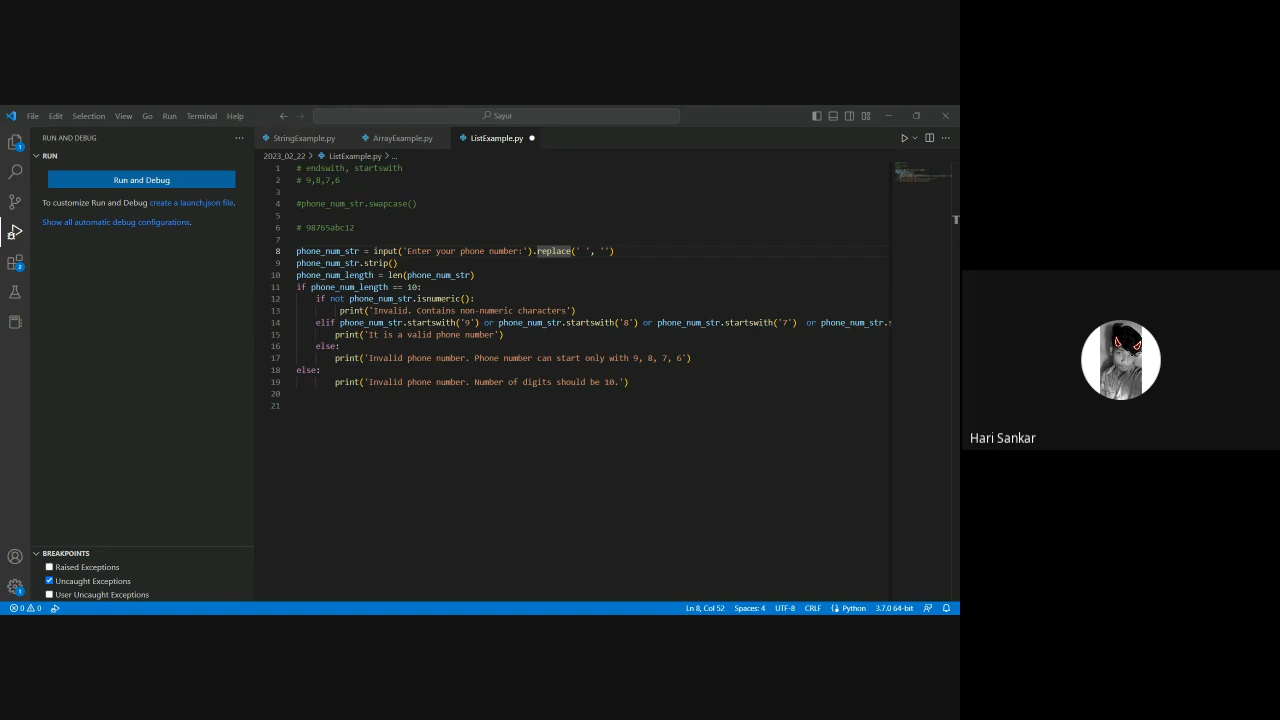 File Edit Selection View Go Run Terminal Help
Sayur
RUN AND DEBUG ...
RUN
Run and Debug
To customize Run and Debug create a launch.json file.
Show all automatic debug configurations.
BREAKPOINTS
Raised Exceptions
Uncaught Exceptions
User Uncaught Exceptions
StringExample.py ArrayExample.py ListExample.py
2023_02_22 > ListExample.py > ...
1 # endswith, startswith
2 # 9,8,7,6
3
4 #phone_num_str.swapcase()
5
6 # 98765abc12
7
8 phone_num_str = input('Enter your phone number:').replace(' ', '')
9 phone_num_str.strip()
10 phone_num_length = len(phone_num_str)
11 if phone_num_length == 10:
12 if not phone_num_str.isnumeric():
13 print('Invalid. Contains non-numeric characters')
14 elif phone_num_str.startswith('9') or phone_num_str.startswith('8') or phone_num_str.startswith('7') or phone_num_str.s
15 print('It is a valid phone number')
16 else:
17 print('Invalid phone number. Phone number can start only with 9, 8, 7, 6')
18 else:
19 print('Invalid phone number. Number of digits should be 10.')
20
21
0 0 Ln 8, Col 52 Spaces: 4 UTF-8 CRLF Python 3.7.0 64-bit
Hari Sankar